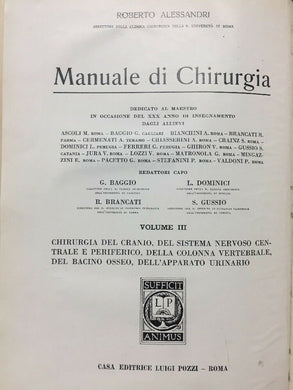 ROBERTO ALESSANDRI
DIRETTORE DELLA CLINICA CHIRURGICA DELLA R. UNIVERSITÀ DI ROMA
Manuale di Chirurgia
DEDICATO AL MAESTRO
IN OCCASIONE DEL XXX ANNO DI INSEGNAMENTO
DAGLI ALLIEVI
ASCOLI M. ROMA - BAGGIO G. CAGLIARI - BIANCHINI A. ROMA - BRANCATI R.
PARMA - CERMENATI A. TERAMO - CHIASSERINI A. ROMA - CHAINZ S. ROMA
DOMINICI L. PERUGIA - FERRERI G. PERUGIA - GHIRON V. ROMA - GUSSIO S.
CATANIA - JURA V. ROMA - LOZZI V. ROMA - MATRONOLA G. ROMA - MINGAZ-
ZINI E. ROMA - PACETTO G. ROMA - STEFANINI P. ROMA - VALDONI P. ROMA
REDATTORI CAPO
G. BAGGIO L. DOMINICI
R. BRANCATI S. GUSSIO
VOLUME III
CHIRURGIA DEL CRANIO, DEL SISTEMA NERVOSO CEN-
TRALE E PERIFERICO, DELLA COLONNA VERTEBRALE,
DEL BACINO OSSEO, DELL'APPARATO URINARIO
SUFFICIT
L P
ANIMUS
CASA EDITRICE LUIGI POZZI - ROMA